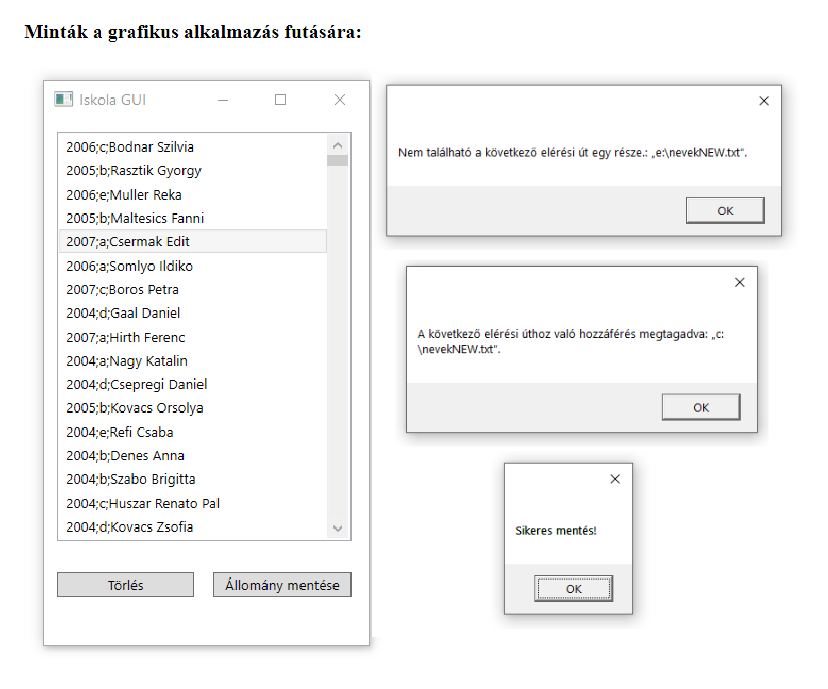 Minták a grafikus alkalmazás futására:
Iskola GUI
2006;c;Bodnar Szilvia
2005;b;Rasztik Gyorgy
2006;e;Muller Reka
2005;b;Maltesics Fanni
2007;a;Csermak Edit
2006;a;Somlyo Ildiko
2007;c;Boros Petra
2004;d;Gaal Daniel
2007;a;Hirth Ferenc
2004;a;Nagy Katalin
2004;d;Csepregi Daniel
2005;b;Kovacs Orsolya
2004;e;Refi Csaba
2004;b;Denes Anna
2004;b;Szabo Brigitta
2004;c;Huszar Renato Pal
2004;d;Kovacs Zsofia
Törlés
Állomány mentése
Nem található a következő elérési út egy része.: „e:\nevekNEW.txt”.
OK
A következő elérési úthoz való hozzáférés megtagadva: „c:
\nevekNEW.txt”.
OK
Sikeres mentés!
OK